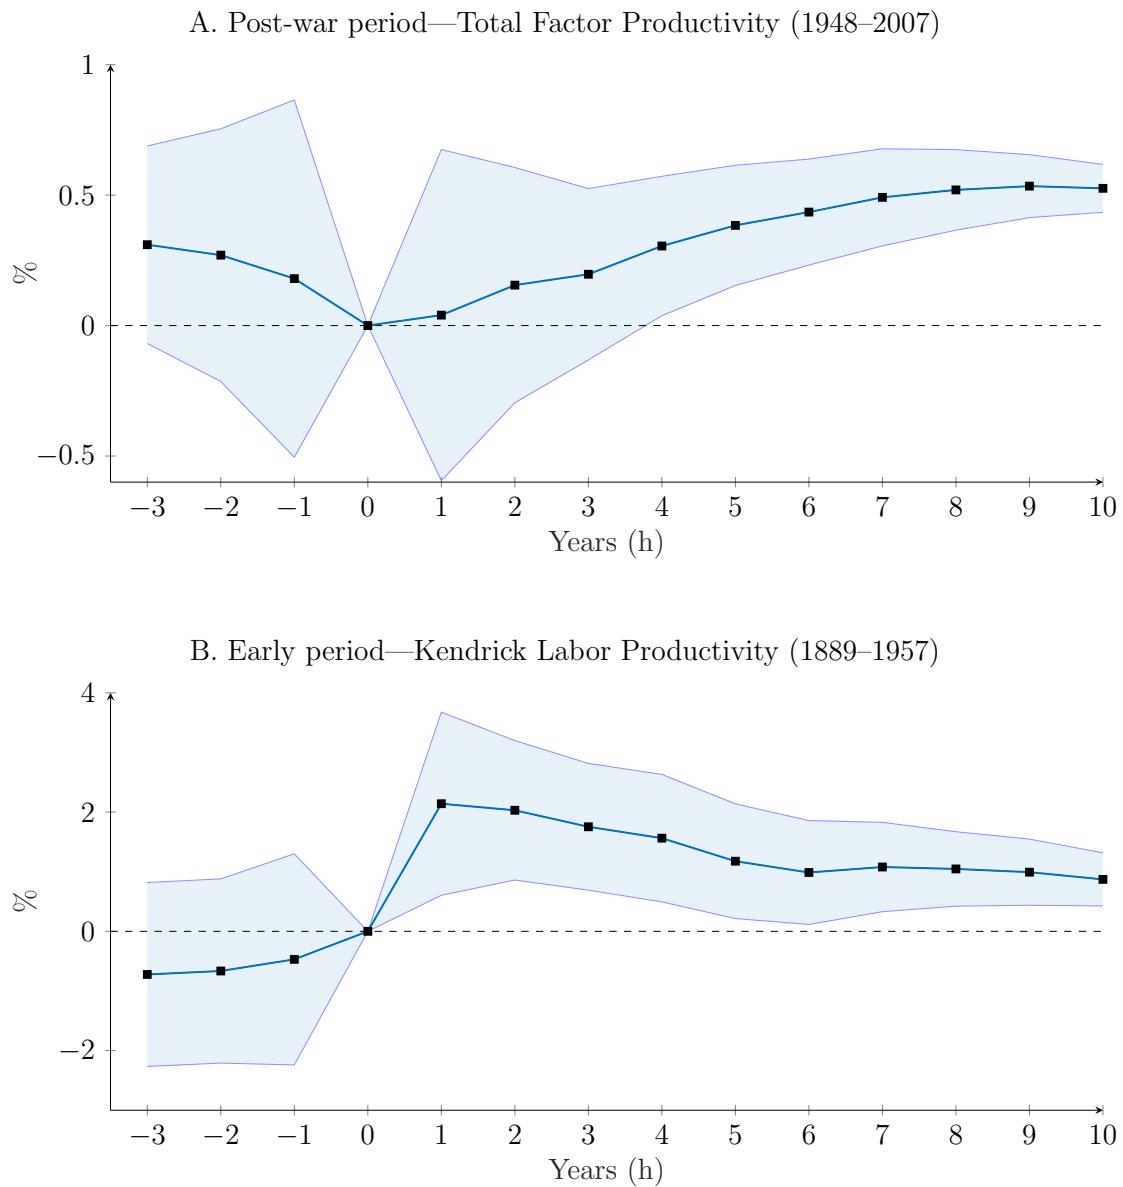 A. Post-war period—Total Factor Productivity (1948–2007)
1
0.5
0
−0.5
%
−3 −2 −1 0 1 2 3 4 5 6 7 8 9 10
Years (h)
B. Early period—Kendrick Labor Productivity (1889–1957)
4
2
0
−2
%
−3 −2 −1 0 1 2 3 4 5 6 7 8 9 10
Years (h)